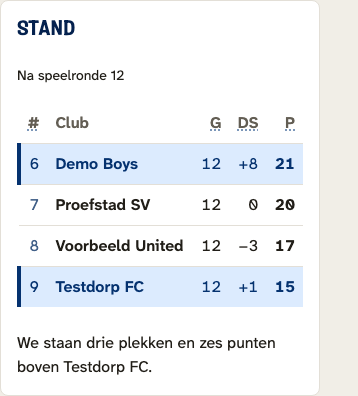 STAND
Na speelronde 12
# Club G DS P
6 Demo Boys 12 +8 21
7 Proefstad SV 12 0 20
8 Voorbeeld United 12 −3 17
9 Testdorp FC 12 +1 15
We staan drie plekken en zes punten
boven Testdorp FC.